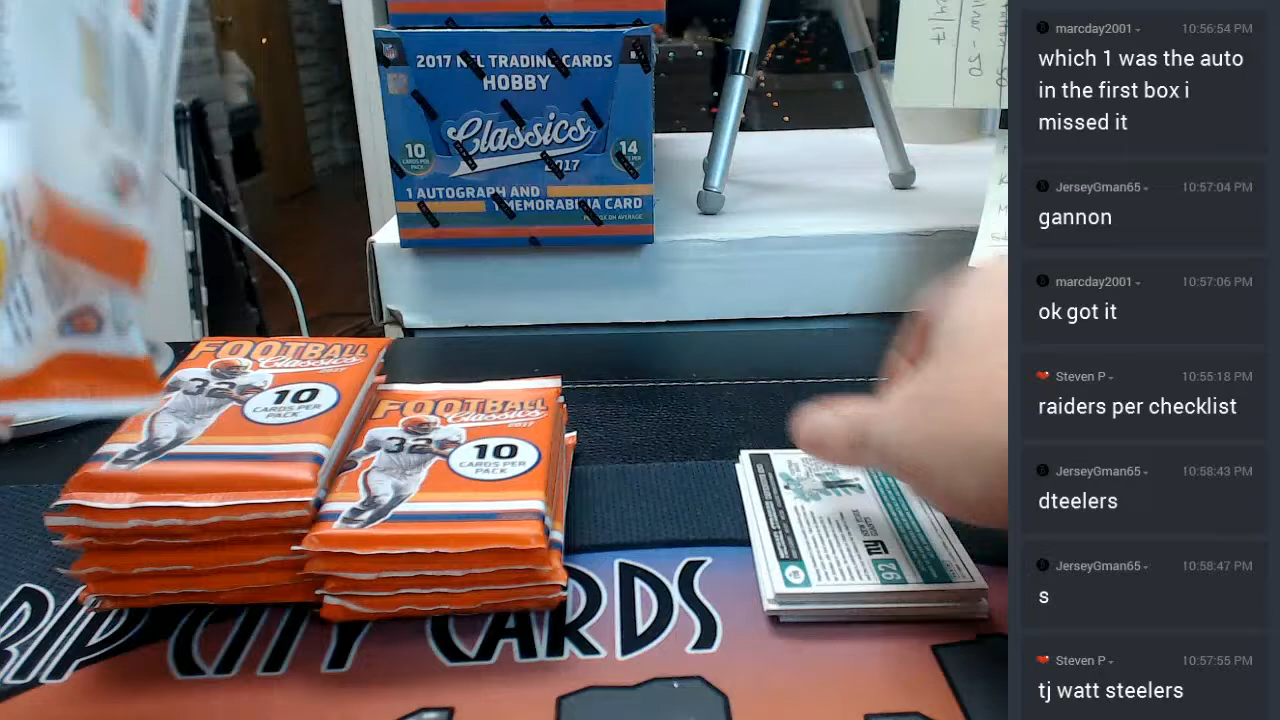 2017 NFL TRADING CARDS
HOBBY
Classics
2017
10
CARDS PER
PACK
14
1 AUTOGRAPH AND
1 MEMORABILIA CARD
FOOTBALL
Classics
2017
10
CARDS PER
PACK
32
FOOTBALL
Classics
2017
10
CARDS PER
PACK
32
NEW YORK
GIANTS
92
RIP CITY CARDS
marcday2001
10:56:54 PM
which 1 was the auto
in the first box i
missed it
JerseyGman65
10:57:04 PM
gannon
marcday2001
10:57:06 PM
ok got it
Steven P
10:55:18 PM
raiders per checklist
JerseyGman65
10:58:43 PM
dteelers
JerseyGman65
10:58:47 PM
s
Steven P
10:57:55 PM
tj watt steelers